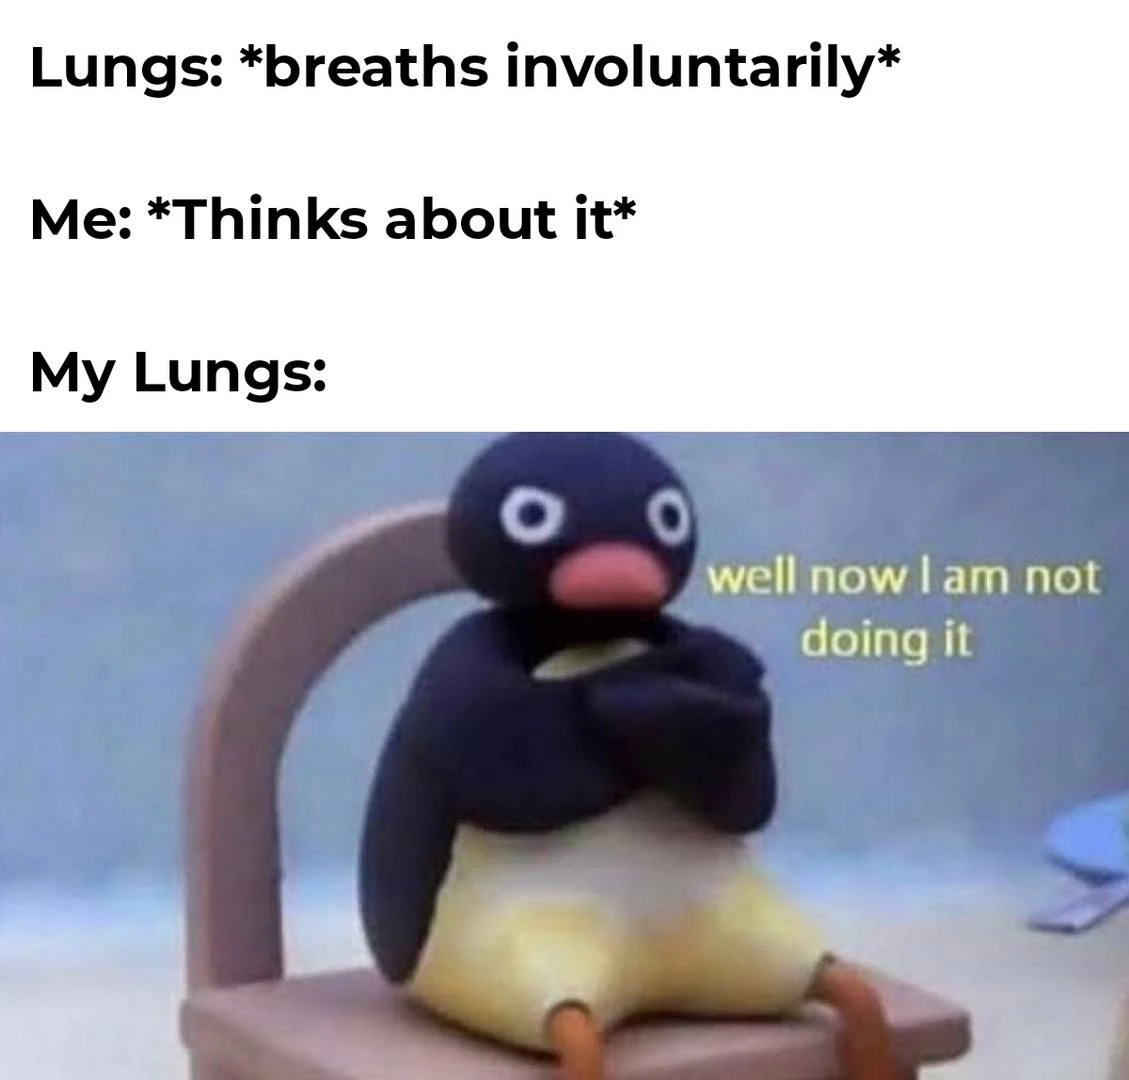 Lungs: *breaths involuntarily*
Me: *Thinks about it*
My Lungs:
well now I am not
doing it